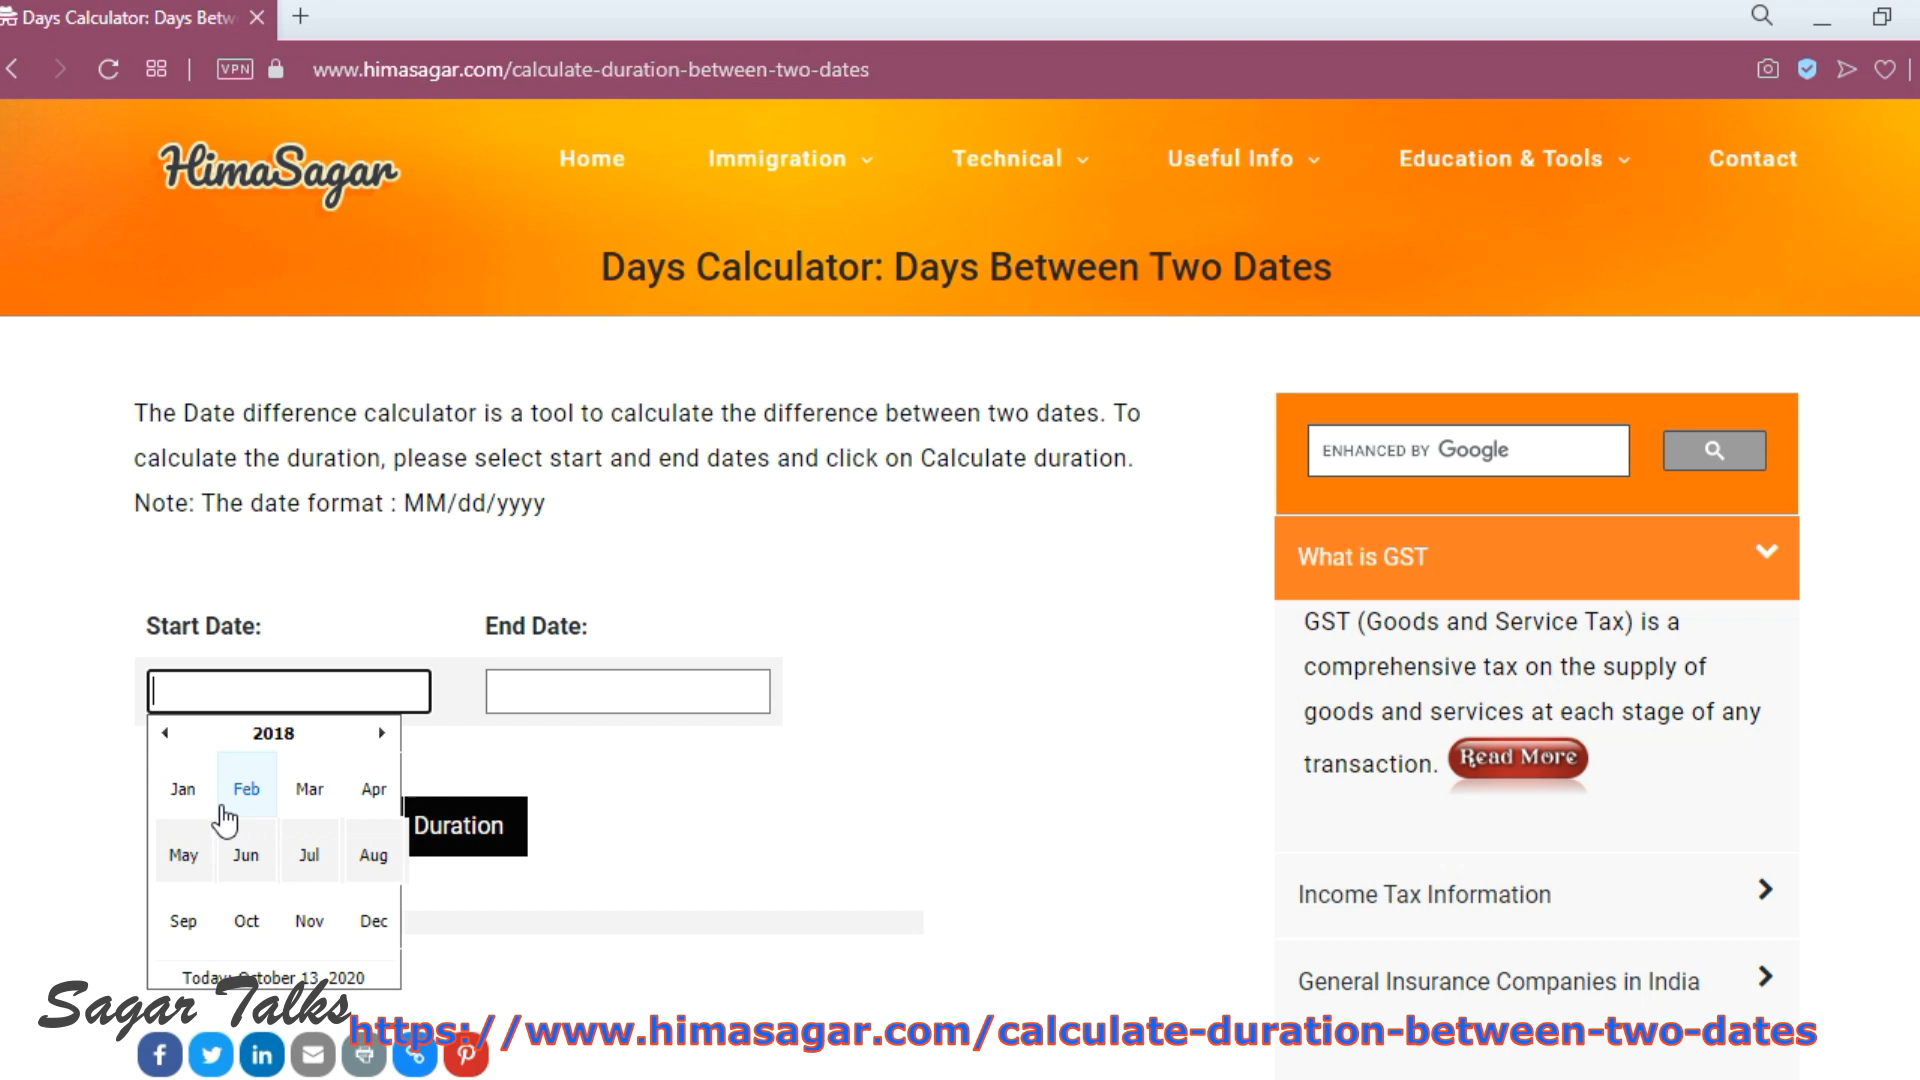 Days Calculator: Days Betw
VPN
www.himasagar.com/calculate-duration-between-two-dates
HimaSagar
Home
Immigration
Technical
Useful Info
Education & Tools
Contact
Days Calculator: Days Between Two Dates
The Date difference calculator is a tool to calculate the difference between two dates. To
calculate the duration, please select start and end dates and click on Calculate duration.
Note: The date format : MM/dd/yyyy
Start Date:
End Date:
2018
Jan Feb Mar Apr
May Jun Jul Aug
Sep Oct Nov Dec
Today: October 13, 2020
Duration
ENHANCED BY Google
What is GST
GST (Goods and Service Tax) is a
comprehensive tax on the supply of
goods and services at each stage of any
transaction. Read More
Income Tax Information
General Insurance Companies in India
Sagar Talks
https://www.himasagar.com/calculate-duration-between-two-dates